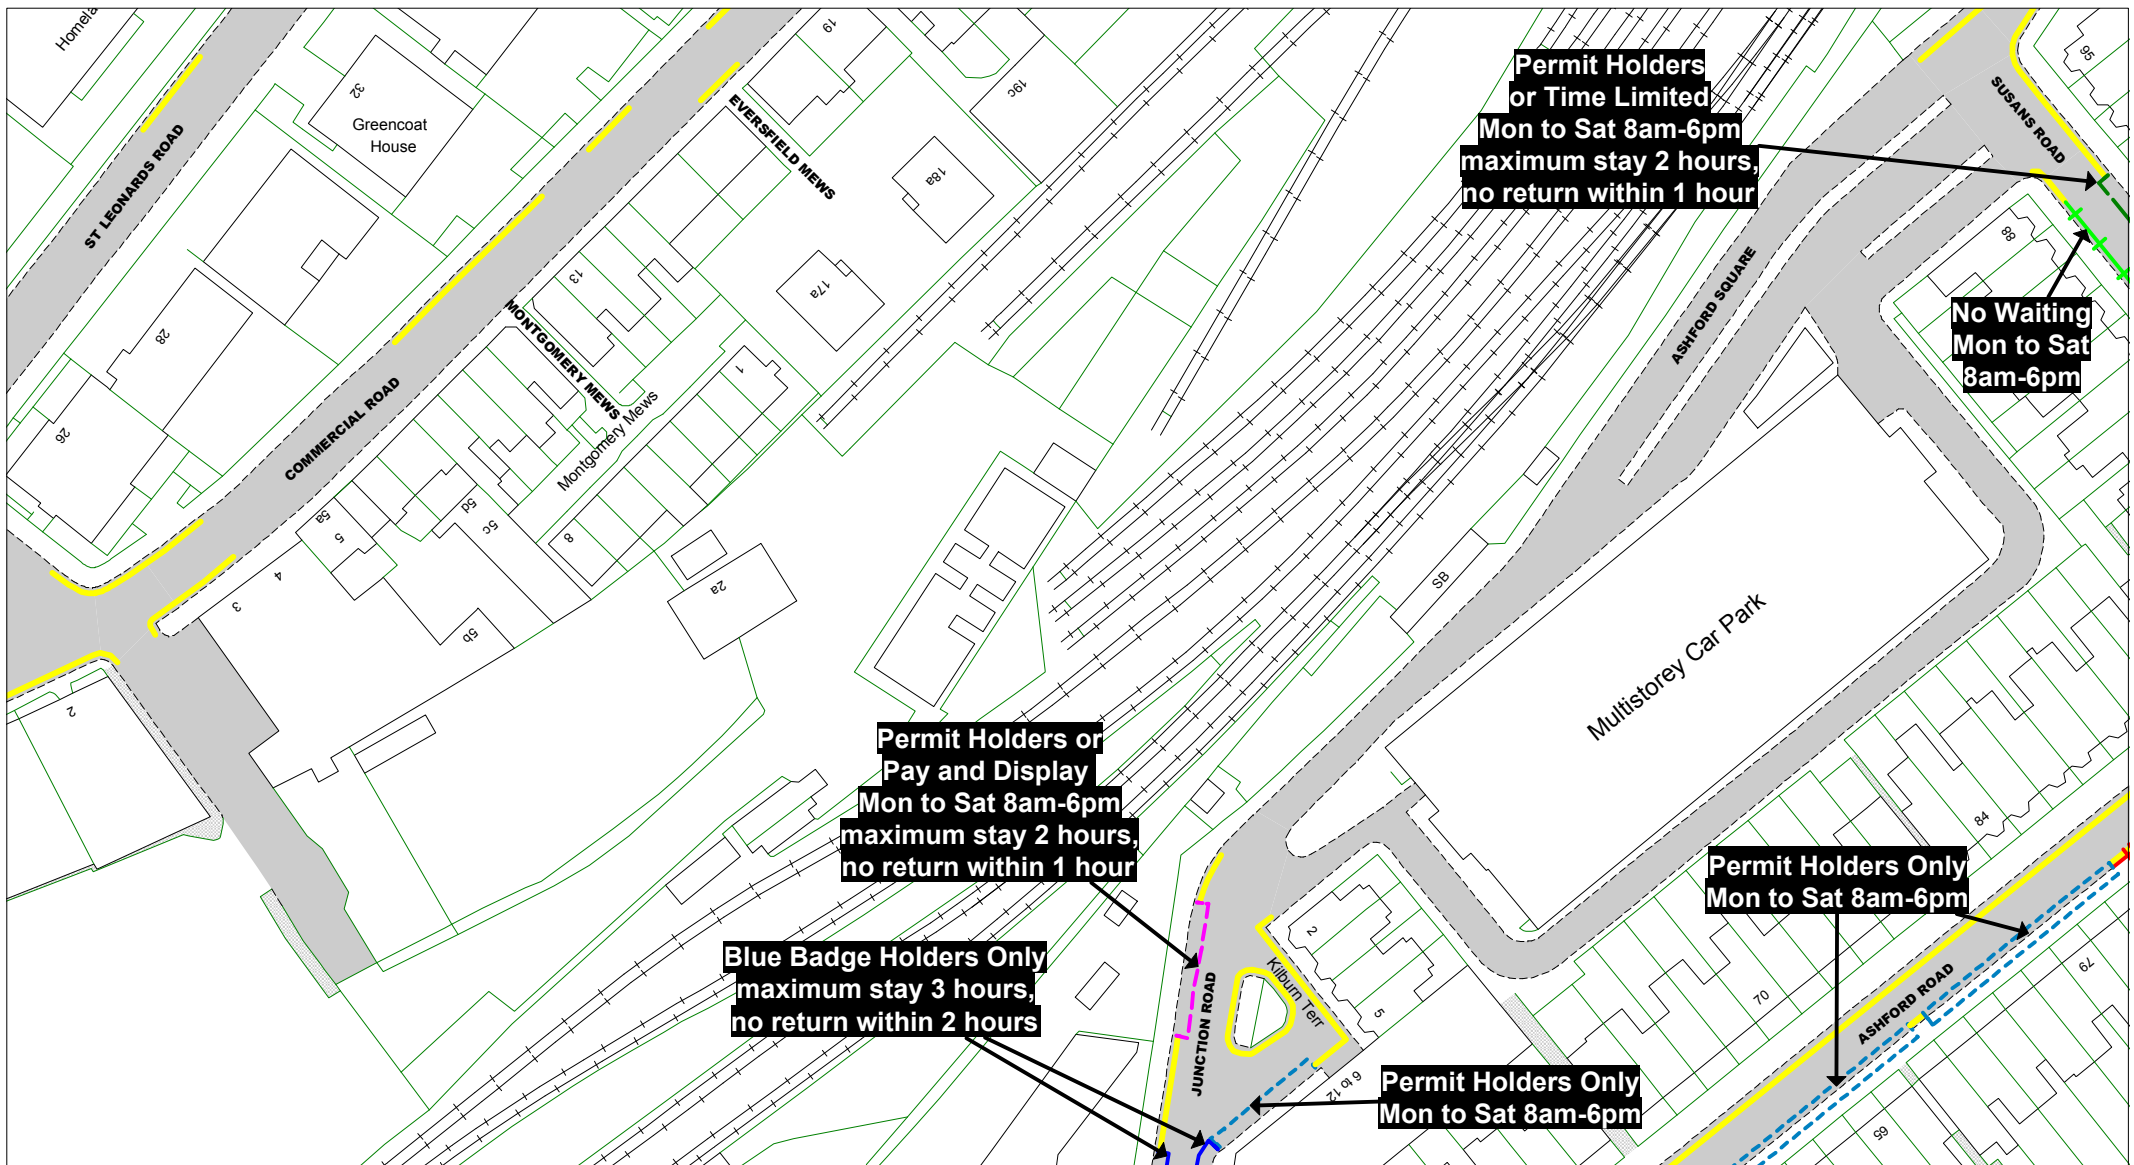 Homela
32
Greencoat
House
ST LEONARDS ROAD
28
26
COMMERCIAL ROAD
19
EVERSFIELD MEWS
19c
18a
17a
13
MONTGOMERY MEWS
Montgomery Mews
1
8
5a
5
5d
5c
5b
4
3
2
2a
Permit Holders
or Time Limited
Mon to Sat 8am-6pm
maximum stay 2 hours,
no return within 1 hour
95
SUSANS ROAD
88
No Waiting
Mon to Sat
8am-6pm
ASHFORD SQUARE
SB
Multistorey Car Park
Permit Holders or
Pay and Display
Mon to Sat 8am-6pm
maximum stay 2 hours,
no return within 1 hour
Blue Badge Holders Only
maximum stay 3 hours,
no return within 2 hours
JUNCTION ROAD
Kilburn Terr
2
5
6 to 12
Permit Holders Only
Mon to Sat 8am-6pm
Permit Holders Only
Mon to Sat 8am-6pm
84
70
79
65
ASHFORD ROAD